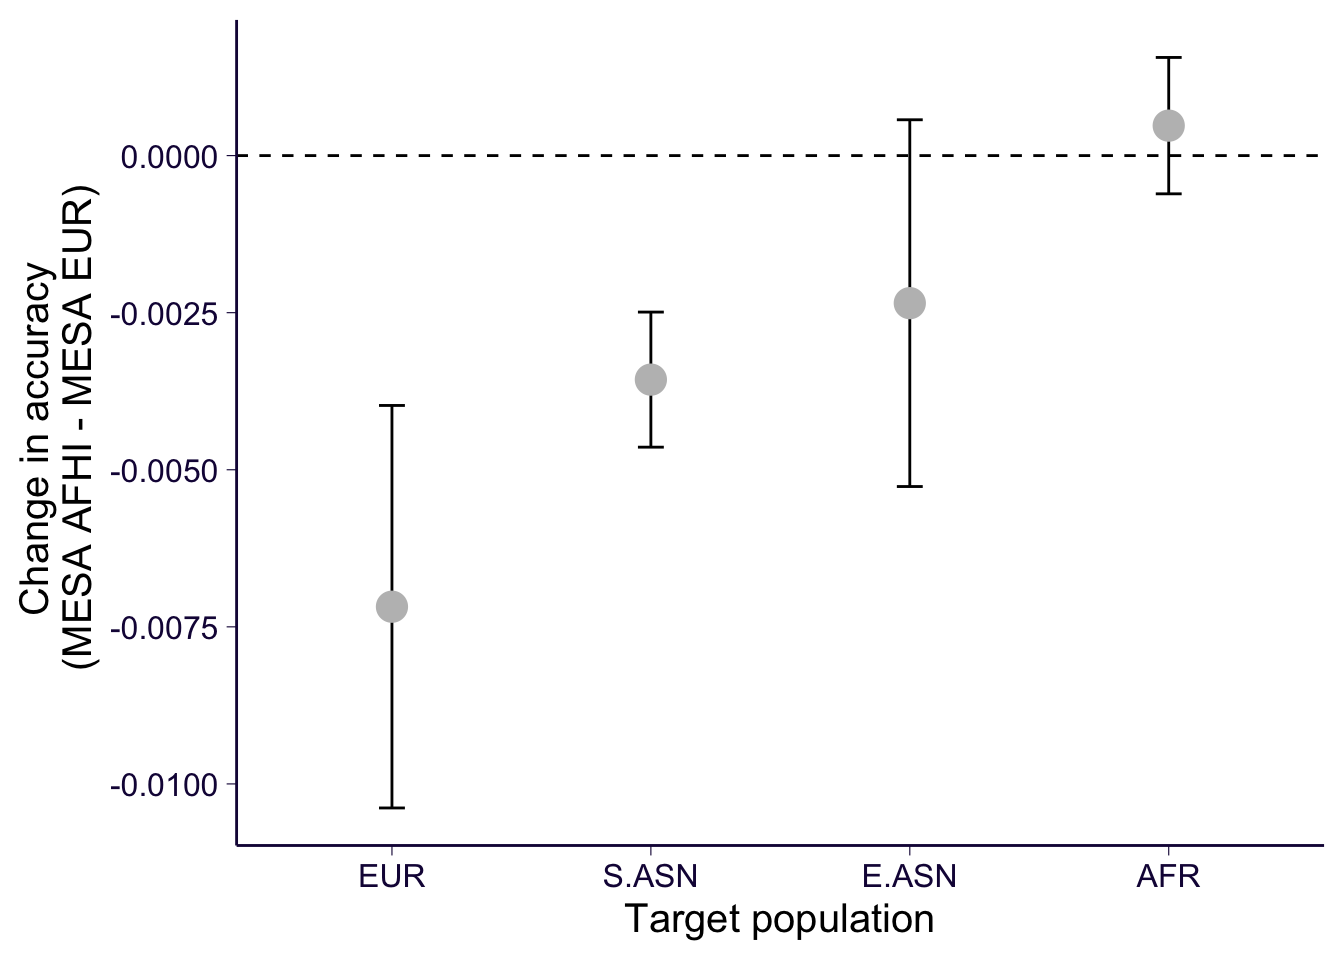 Change in accuracy
(MESA AFHI - MESA EUR)
0.0000
-0.0025
-0.0050
-0.0075
-0.0100
EUR
S.ASN
E.ASN
AFR
Target population